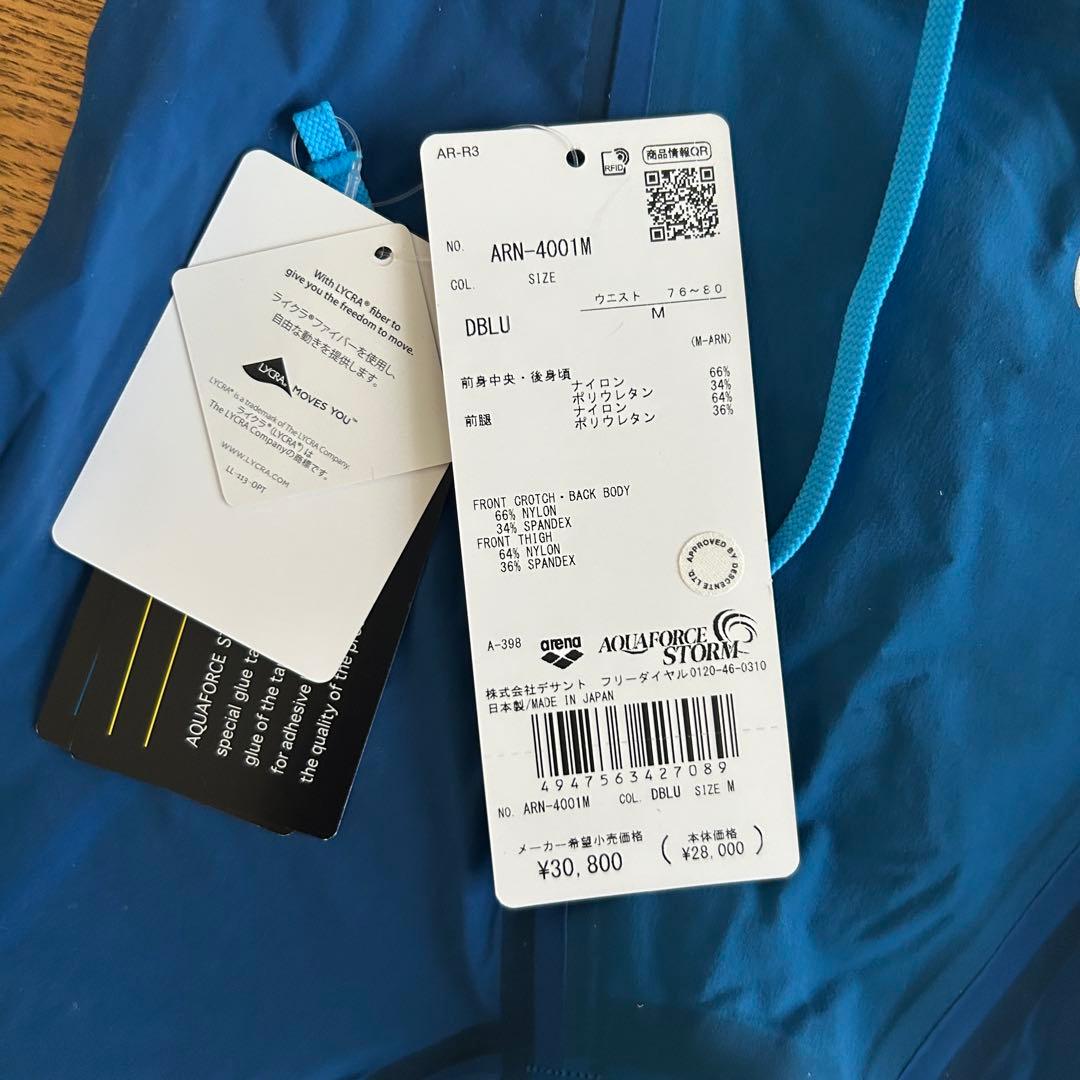 AR-R3
RFID
商品情報QR
NO. ARN-4001M
COL. SIZE
ウエスト 76～80
DBLU M
(M-ARN)
前身中央・後身頃 ナイロン 66%
ポリウレタン 34%
前腿 ナイロン 64%
ポリウレタン 36%
FRONT CROTCH・BACK BODY
66% NYLON
34% SPANDEX
FRONT THIGH
64% NYLON
36% SPANDEX
APPROVED BY DESCENTE LTD.
A-398 arena AQUAFORCE
STORM
株式会社デサント フリーダイヤル0120-46-0310
日本製/MADE IN JAPAN
4947563427089
NO. ARN-4001M COL. DBLU SIZE M
メーカー希望小売価格 (本体価格
¥30,800 ¥28,000)
With LYCRA® fiber to
give you the freedom to move.
ライクラ®ファイバーを使用し、
自由な動きを提供します。
LYCRA® MOVES YOU™
LYCRA® is a trademark of The LYCRA Company.
ライクラ®(LYCRA®)は
The LYCRA Companyの商標です。
WWW.LYCRA.COM
LL-113-OPT
AQUAFORCE S
special glue ta
glue of the ta
for adhesive
the quality of the pro